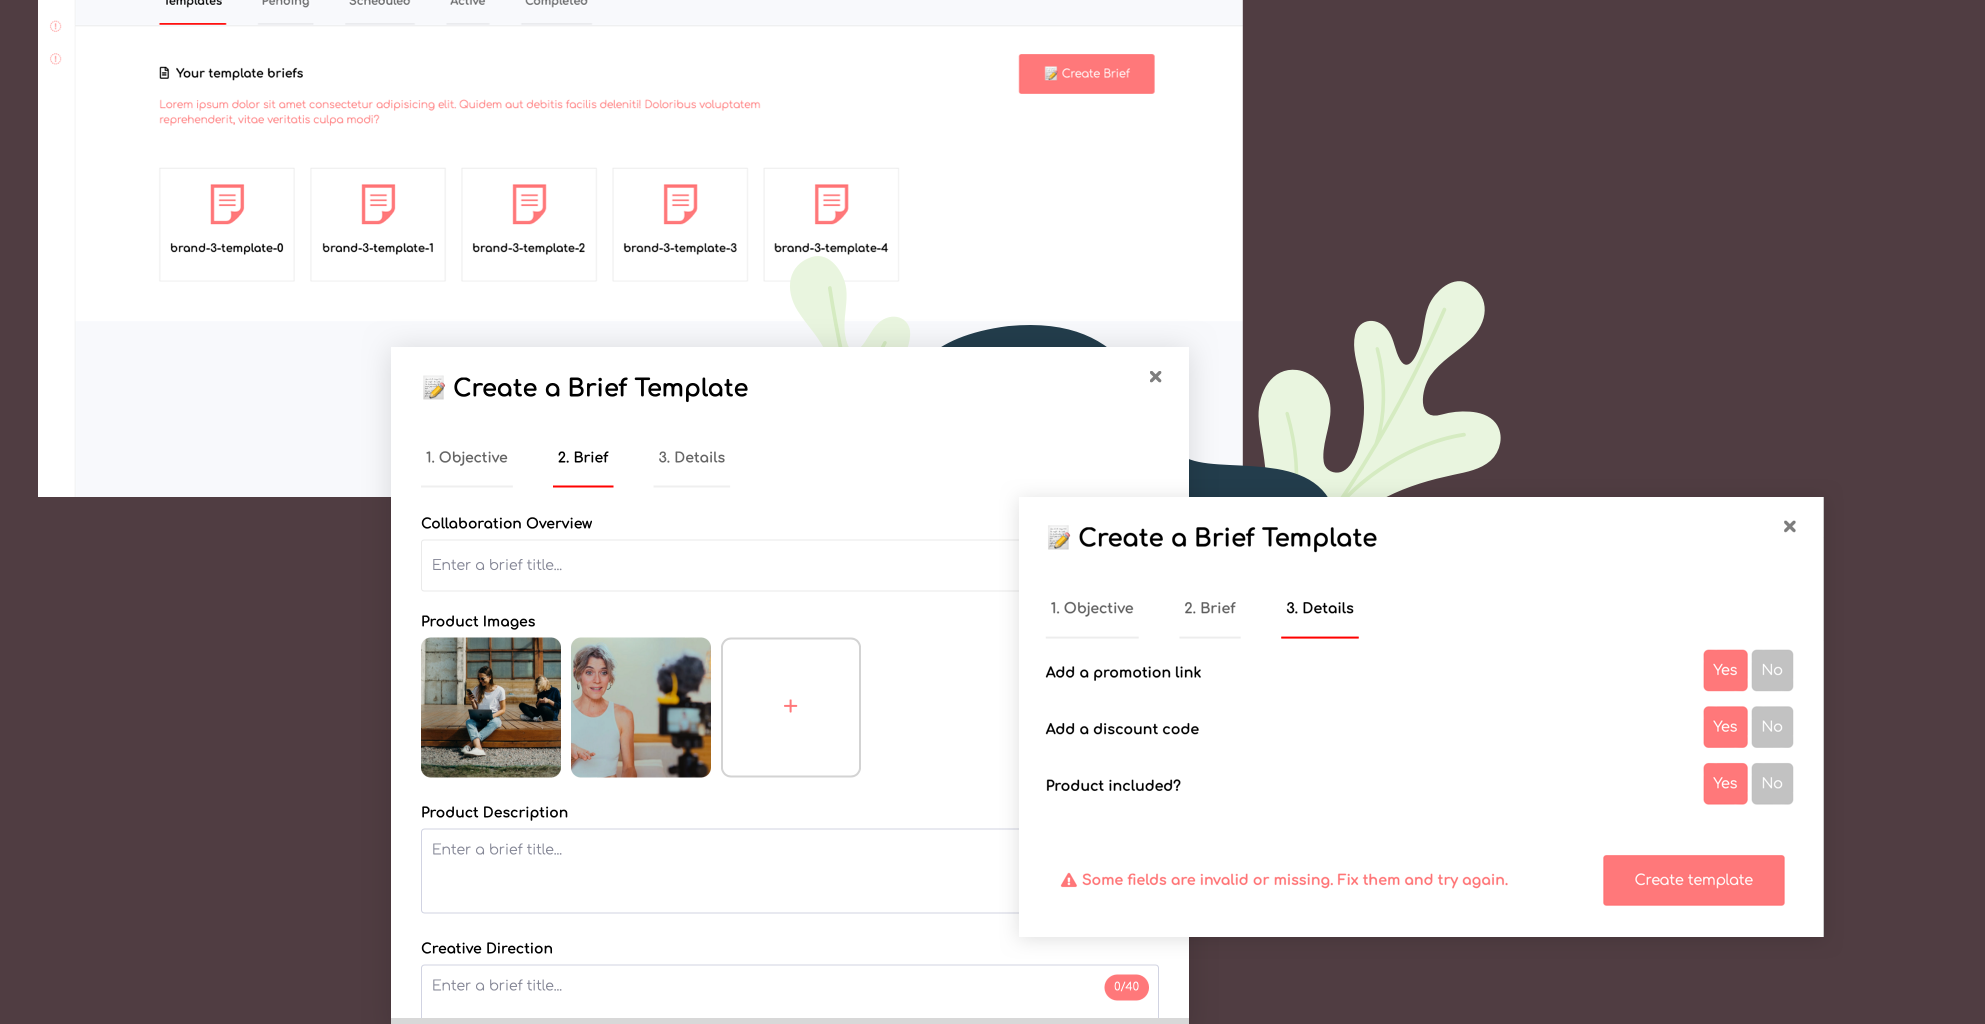 Templates Pending Scheduled Active Completed
Your template briefs
Create Brief
Lorem ipsum dolor sit amet consectetur adipisicing elit. Quidem aut debitis facilis deleniti! Doloribus voluptatem
reprehenderit, vitae veritatis culpa modi?
brand-3-template-0 brand-3-template-1 brand-3-template-2 brand-3-template-3 brand-3-template-4
Create a Brief Template
1. Objective 2. Brief 3. Details
Collaboration Overview
Enter a brief title...
Product Images
+
Product Description
Enter a brief title...
Creative Direction
Enter a brief title...
0/40
Create a Brief Template
1. Objective 2. Brief 3. Details
Add a promotion link Yes No
Add a discount code Yes No
Product included? Yes No
Some fields are invalid or missing. Fix them and try again.
Create template